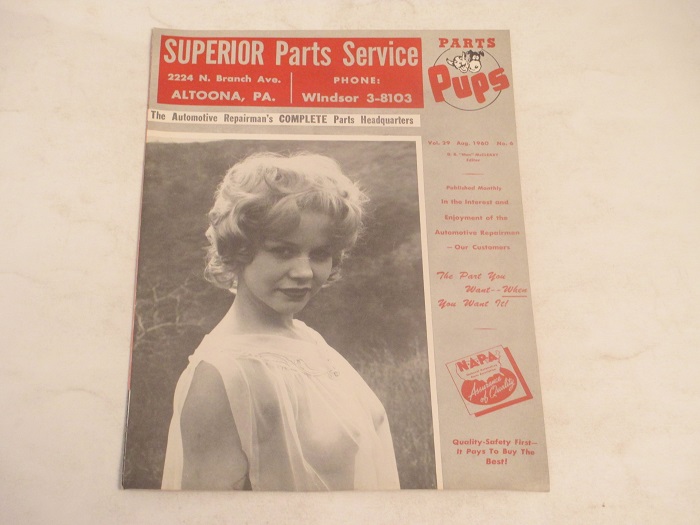 SUPERIOR Parts Service
2224 N. Branch Ave.
ALTOONA, PA.
PHONE:
WIndsor 3-8103
The Automotive Repairman's COMPLETE Parts Headquarters
PARTS
Pups
Vol. 29 Aug. 1960 No. 6
Editor
Published Monthly
In the Interest and
Enjoyment of the
Automotive Repairman
—Our Customers
The Part You
Want--When
You Want It!
N·A·P·A
Assurance
of Quality
Quality-Safety First—
It Pays To Buy The
Best!